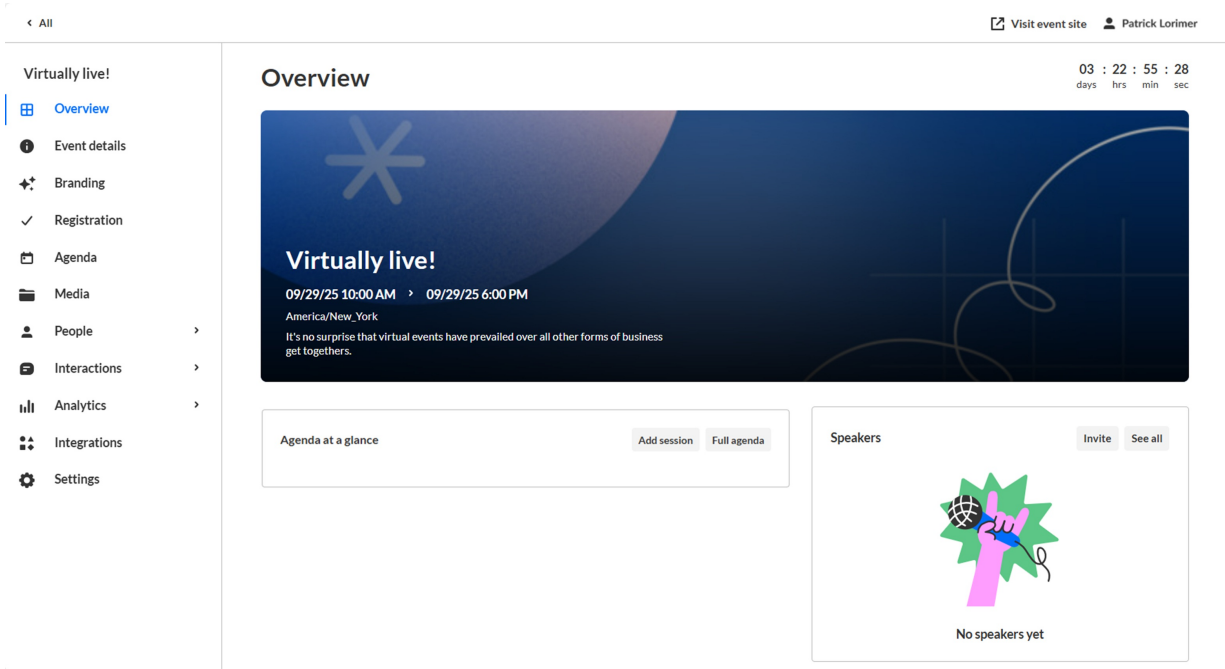 All
Visit event site
Patrick Lorimer
Virtually live!
Overview
Event details
Branding
Registration
Agenda
Media
People
Interactions
Analytics
Integrations
Settings
Overview
03 : 22 : 55 : 28
days hrs min sec
Virtually live!
09/29/25 10:00 AM > 09/29/25 6:00 PM
America/New_York
It's no surprise that virtual events have prevailed over all other forms of business
get togethers.
Agenda at a glance
Add session
Full agenda
Speakers
Invite
See all
No speakers yet